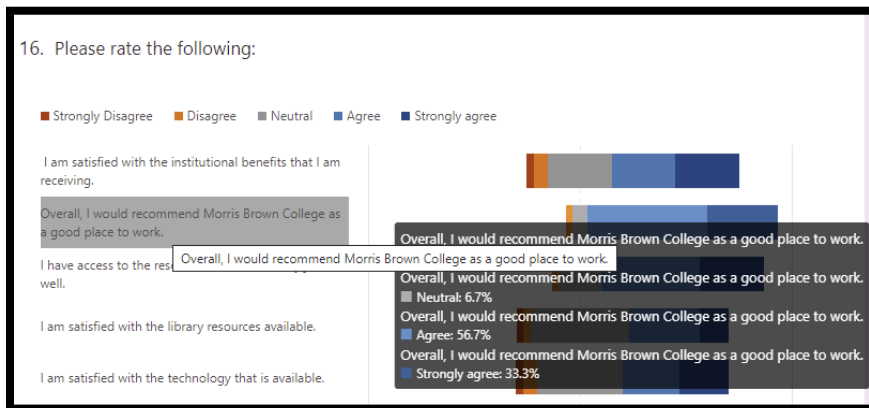 16. Please rate the following:
Strongly Disagree Disagree Neutral Agree Strongly agree
I am satisfied with the institutional benefits that I am
receiving.
Overall, I would recommend Morris Brown College as
a good place to work.
Overall, I would recommend Morris Brown College as a good place to work.
I have access to the
well.
I am satisfied with the library resources available.
I am satisfied with the technology that is available.
Overall, I would recommend Morris Brown College as a good place to work.
Overall, I would recommend Morris Brown College as a good place to work.
Neutral: 6.7%
Overall, I would recommend Morris Brown College as a good place to work.
Agree: 56.7%
Overall, I would recommend Morris Brown College as a good place to work.
Strongly agree: 33.3%